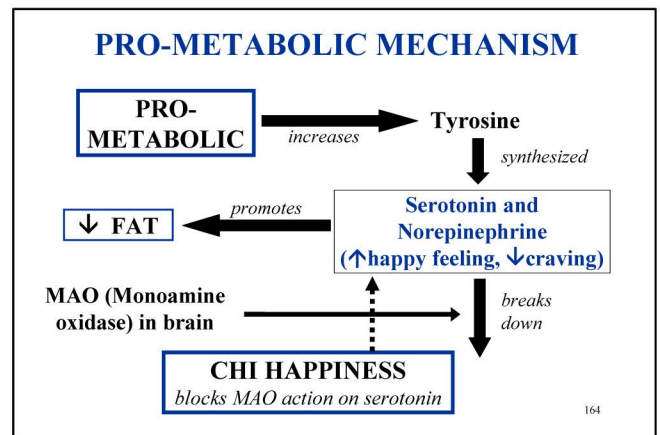 PRO-METABOLIC MECHANISM
PRO-
METABOLIC
increases
Tyrosine
synthesized
Serotonin and
Norepinephrine
(↑happy feeling, ↓craving)
promotes
↓ FAT
MAO (Monoamine
oxidase) in brain
breaks
down
CHI HAPPINESS
blocks MAO action on serotonin
164